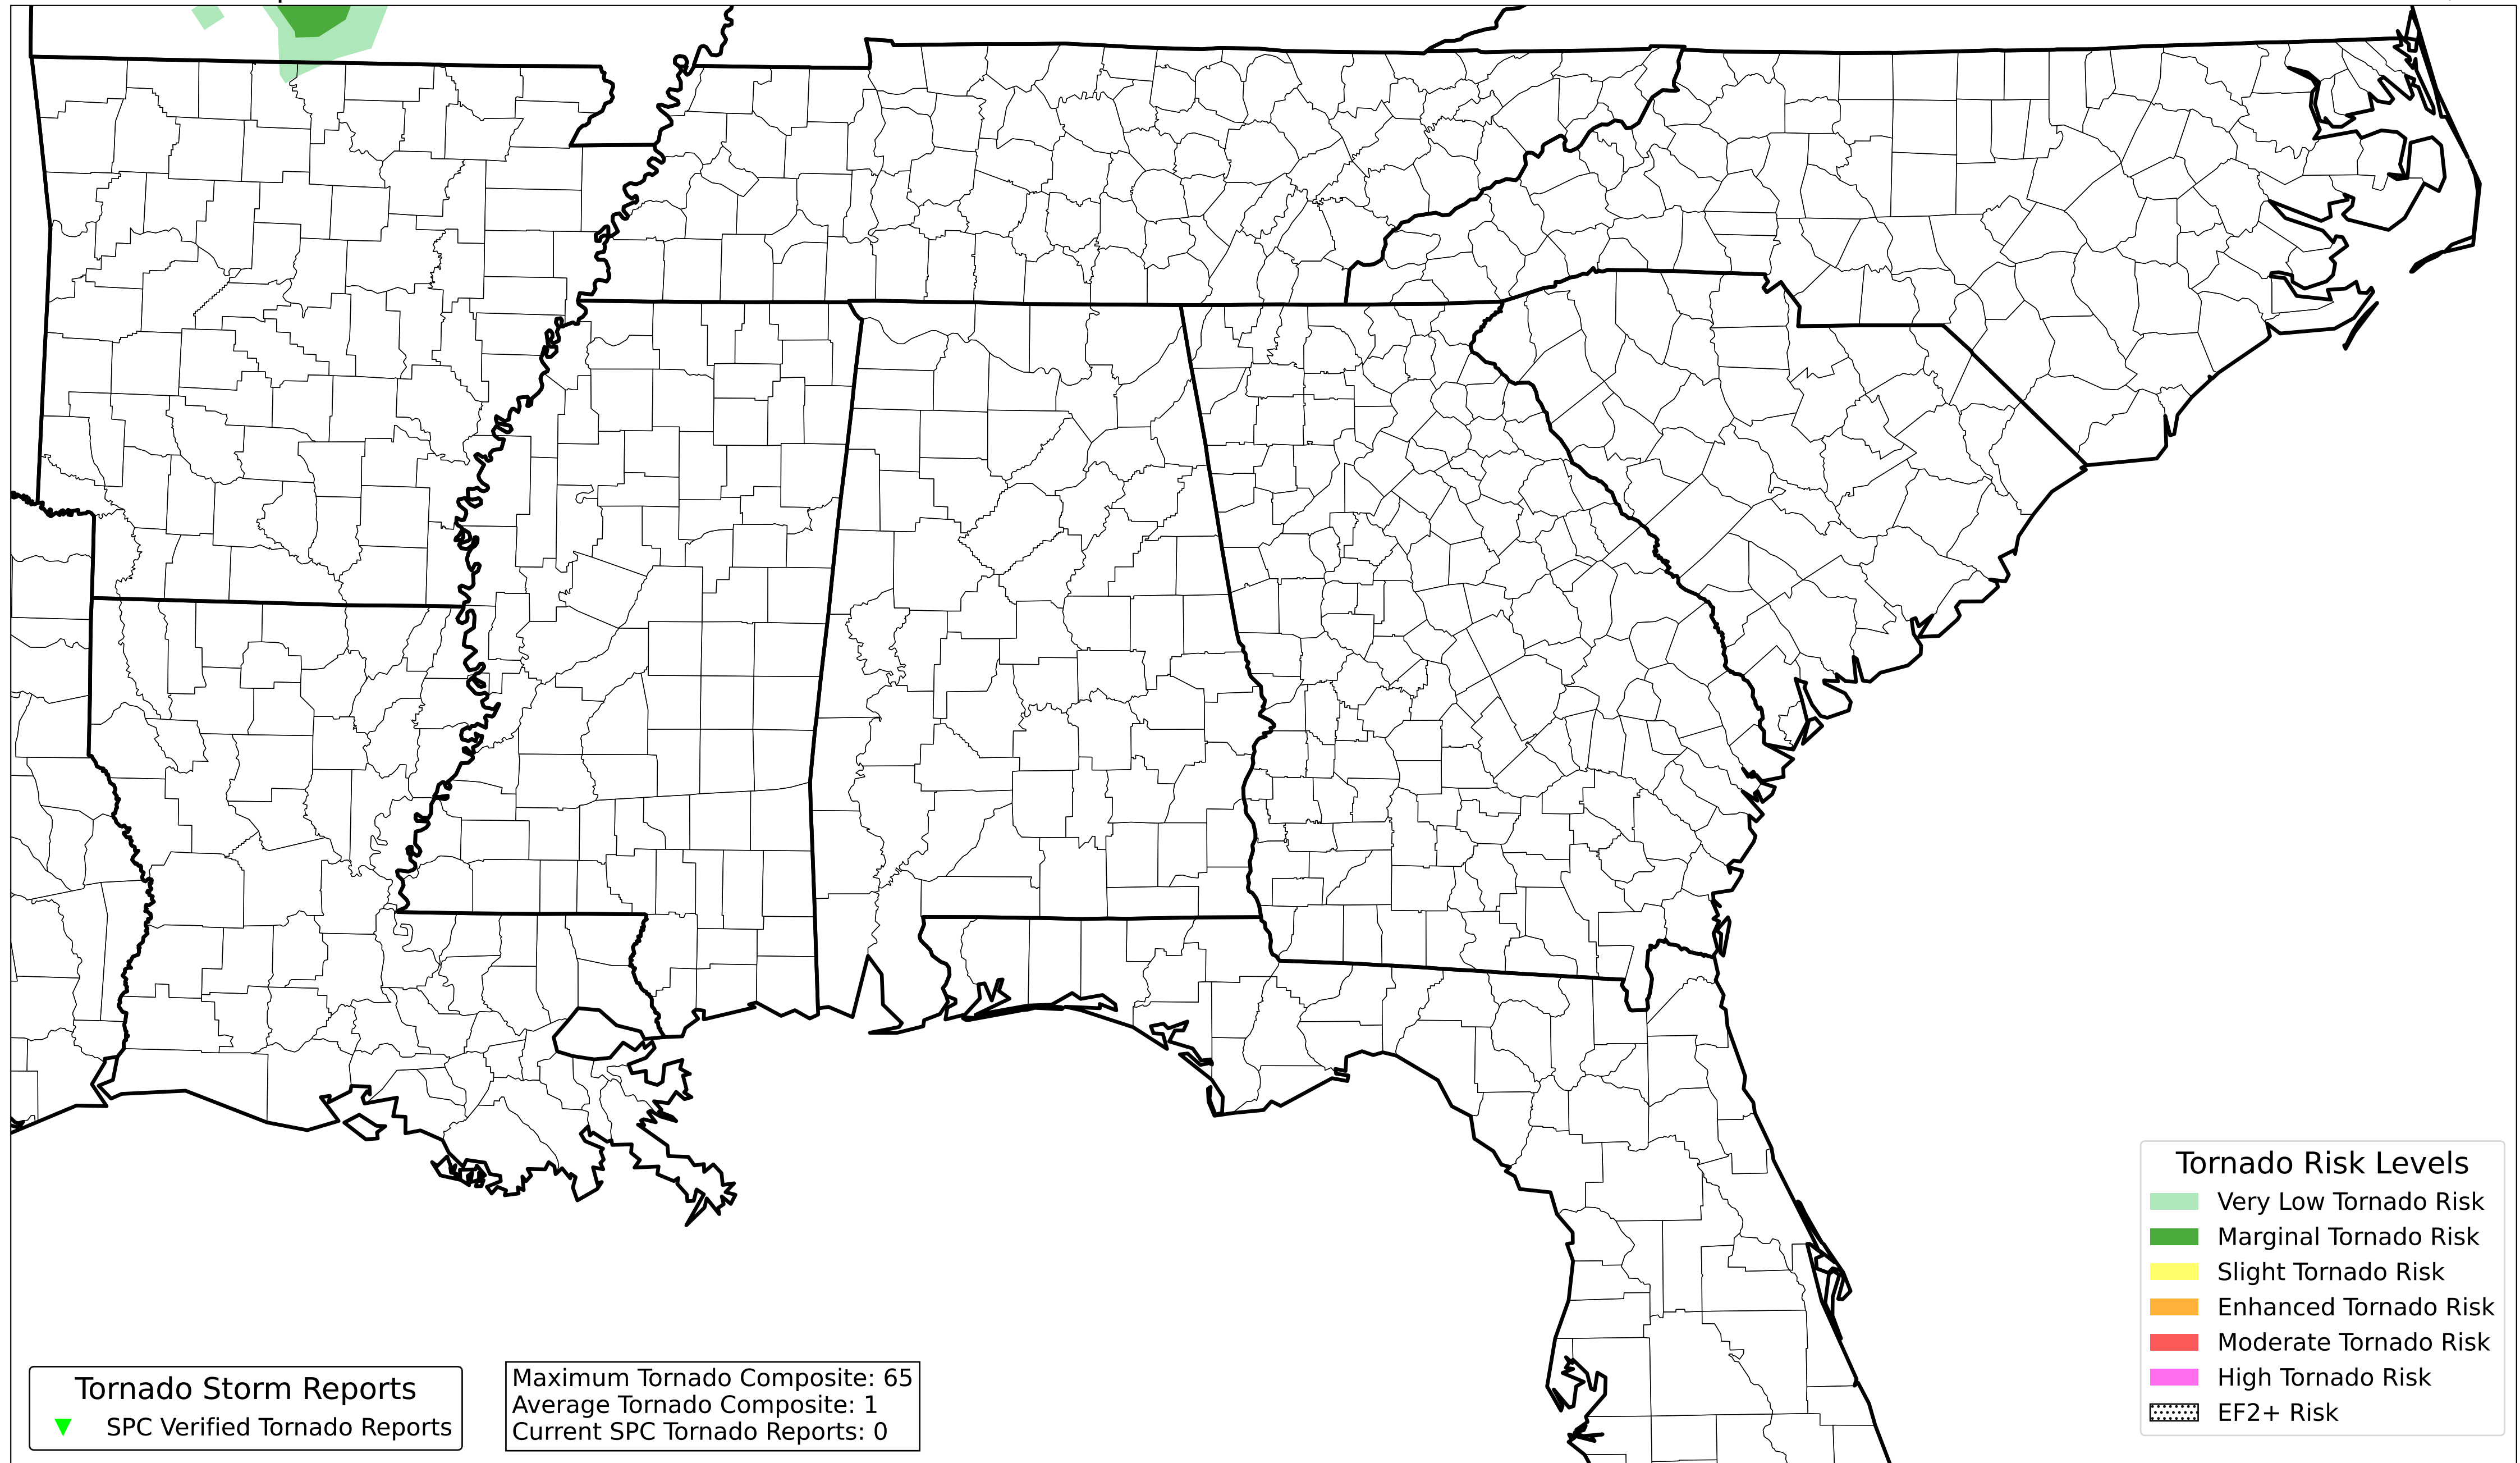 Tornado Risk Levels
Very Low Tornado Risk
Marginal Tornado Risk
Slight Tornado Risk
Enhanced Tornado Risk
Moderate Tornado Risk
High Tornado Risk
EF2+ Risk
Tornado Storm Reports
SPC Verified Tornado Reports
Maximum Tornado Composite: 65
Average Tornado Composite: 1
Current SPC Tornado Reports: 0